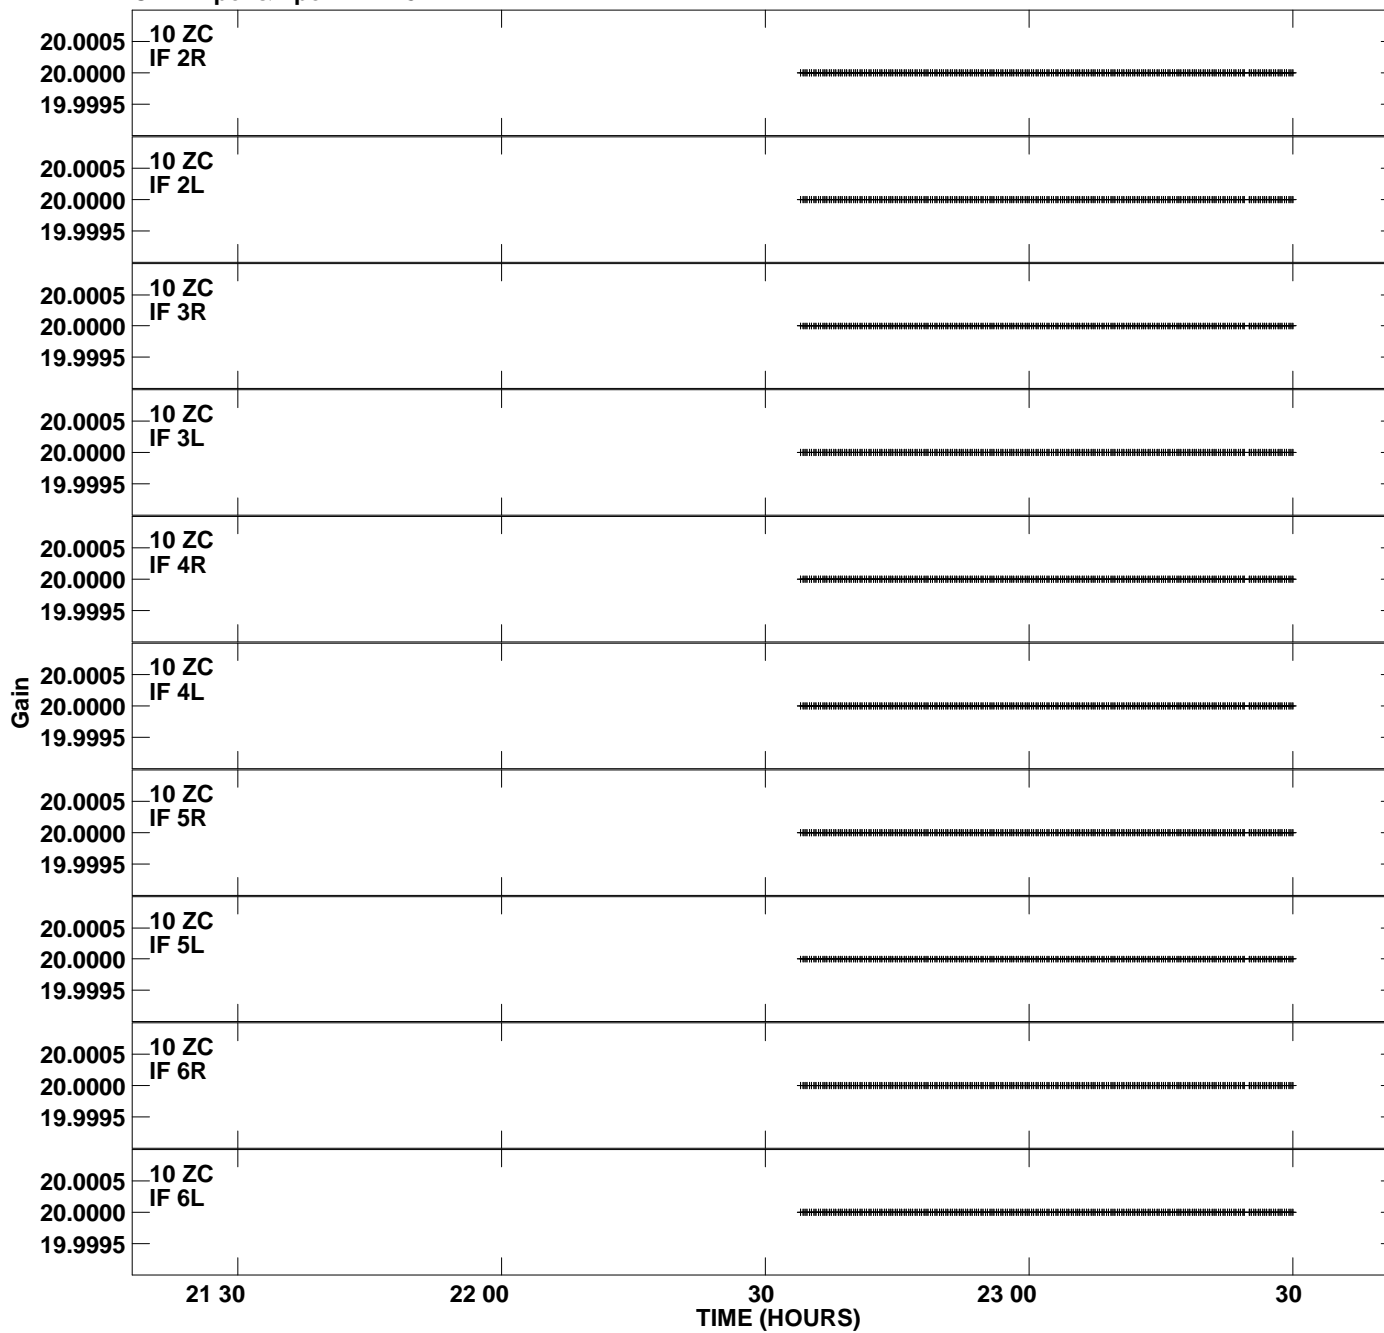 20.0005 10 ZC
20.0000 IF 2R
19.9995
20.0005 10 ZC
20.0000 IF 2L
19.9995
20.0005 10 ZC
20.0000 IF 3R
19.9995
20.0005 10 ZC
20.0000 IF 3L
19.9995
20.0005 10 ZC
20.0000 IF 4R
19.9995
20.0005 10 ZC
20.0000 IF 4L
19.9995
Gain
20.0005 10 ZC
20.0000 IF 5R
19.9995
20.0005 10 ZC
20.0000 IF 5L
19.9995
20.0005 10 ZC
20.0000 IF 6R
19.9995
20.0005 10 ZC
20.0000 IF 6L
19.9995
21 30 22 00 30 23 00 30
TIME (HOURS)